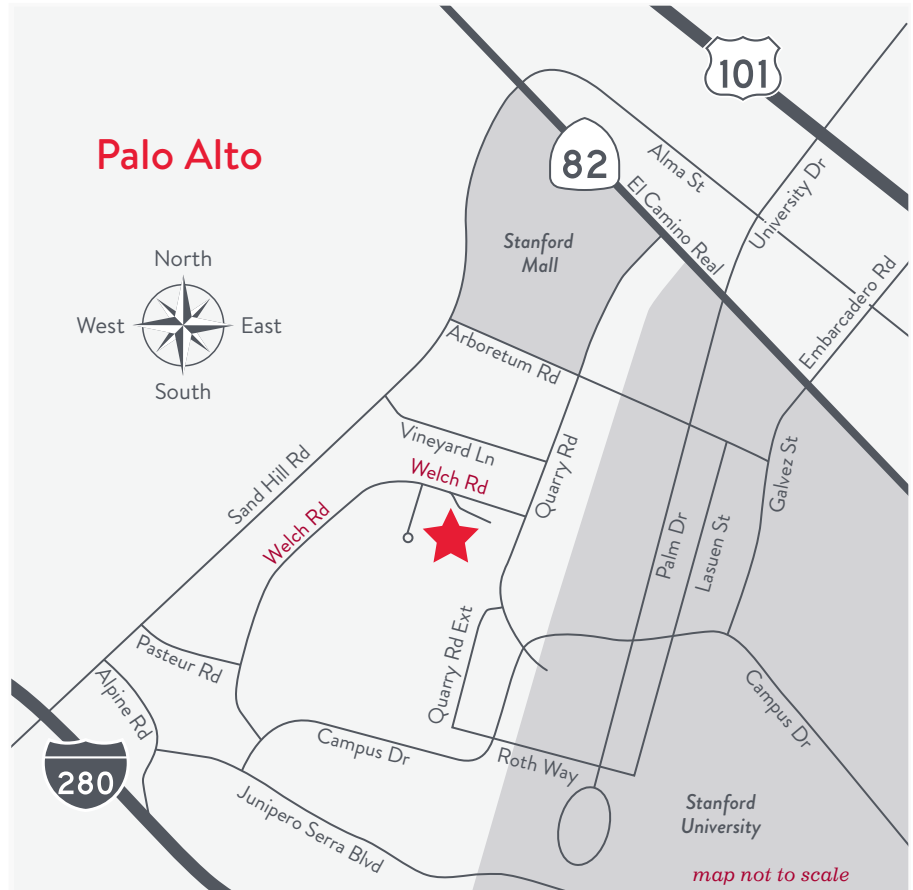 101
Palo Alto
82
Alma St
University Dr
El Camino Real
Stanford
Mall
North
West
East
South
Embarcadero Rd
Arboretum Rd
Vineyard Ln
Welch Rd
Sand Hill Rd
Quarry Rd
Galvez St
Welch Rd
Palm Dr
Lasuen St
Quarry Rd Ext
Pasteur Rd
Alpine Rd
Campus Dr
Campus Dr
Roth Way
280
Junipero Serra Blvd
Stanford
University
map not to scale